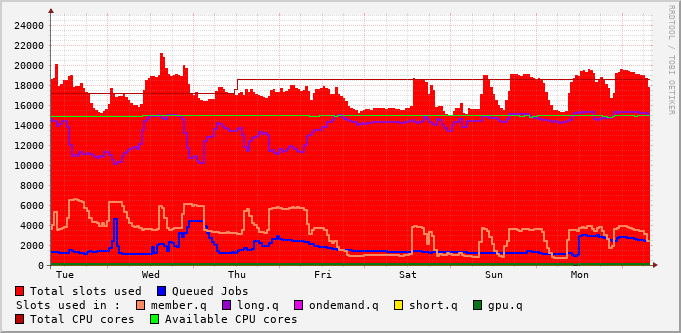 24000
22000
20000
18000
16000
14000
12000
10000
8000
6000
4000
2000
0
Tue Wed Thu Fri Sat Sun Mon
RRDTOOL / TOBI OETIKER
Total slots used Queued Jobs
Slots used in : member.q long.q ondemand.q short.q gpu.q
Total CPU cores Available CPU cores